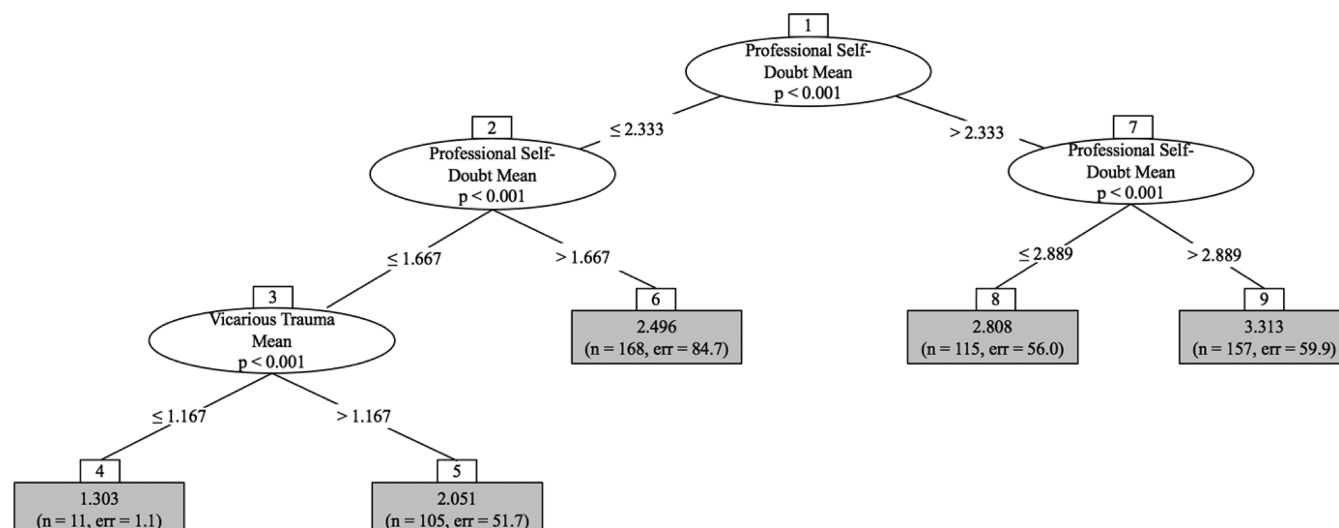 1
Professional Self-
Doubt Mean
p < 0.001
≤ 2.333
> 2.333
2
Professional Self-
Doubt Mean
p < 0.001
7
Professional Self-
Doubt Mean
p < 0.001
≤ 1.667
> 1.667
≤ 2.889
> 2.889
3
Vicarious Trauma
Mean
p < 0.001
6
2.496
(n = 168, err = 84.7)
8
2.808
(n = 115, err = 56.0)
9
3.313
(n = 157, err = 59.9)
≤ 1.167
> 1.167
4
1.303
(n = 11, err = 1.1)
5
2.051
(n = 105, err = 51.7)